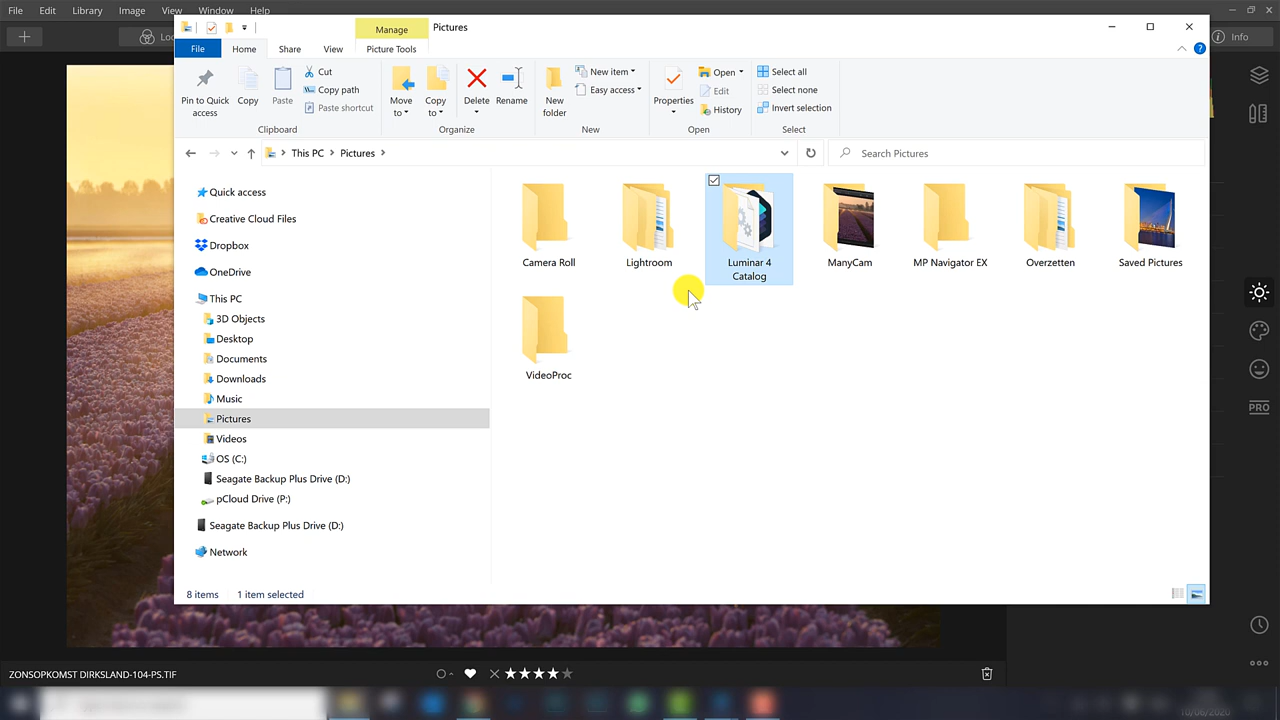 File Edit Library Image View Window Help
Manage Pictures
Info
File Home Share View Picture Tools
Pin to Quick access
Copy
Paste
Cut
Copy path
Paste shortcut
Move to
Copy to
Delete
Rename
New folder
New item
Easy access
Properties
Open
Edit
History
Select all
Select none
Invert selection
Clipboard Organize New Open Select
This PC Pictures Search Pictures
Quick access
Creative Cloud Files
Dropbox
OneDrive
This PC
3D Objects
Desktop
Documents
Downloads
Music
Pictures
Videos
OS (C:)
Seagate Backup Plus Drive (D:)
pCloud Drive (P:)
Seagate Backup Plus Drive (D:)
Network
Camera Roll
Lightroom
Luminar 4 Catalog
ManyCam
MP Navigator EX
Overzetten
Saved Pictures
VideoProc
PRO
8 items 1 item selected
ZONSOPKOMST DIRKSLAND-104-PS.TIF